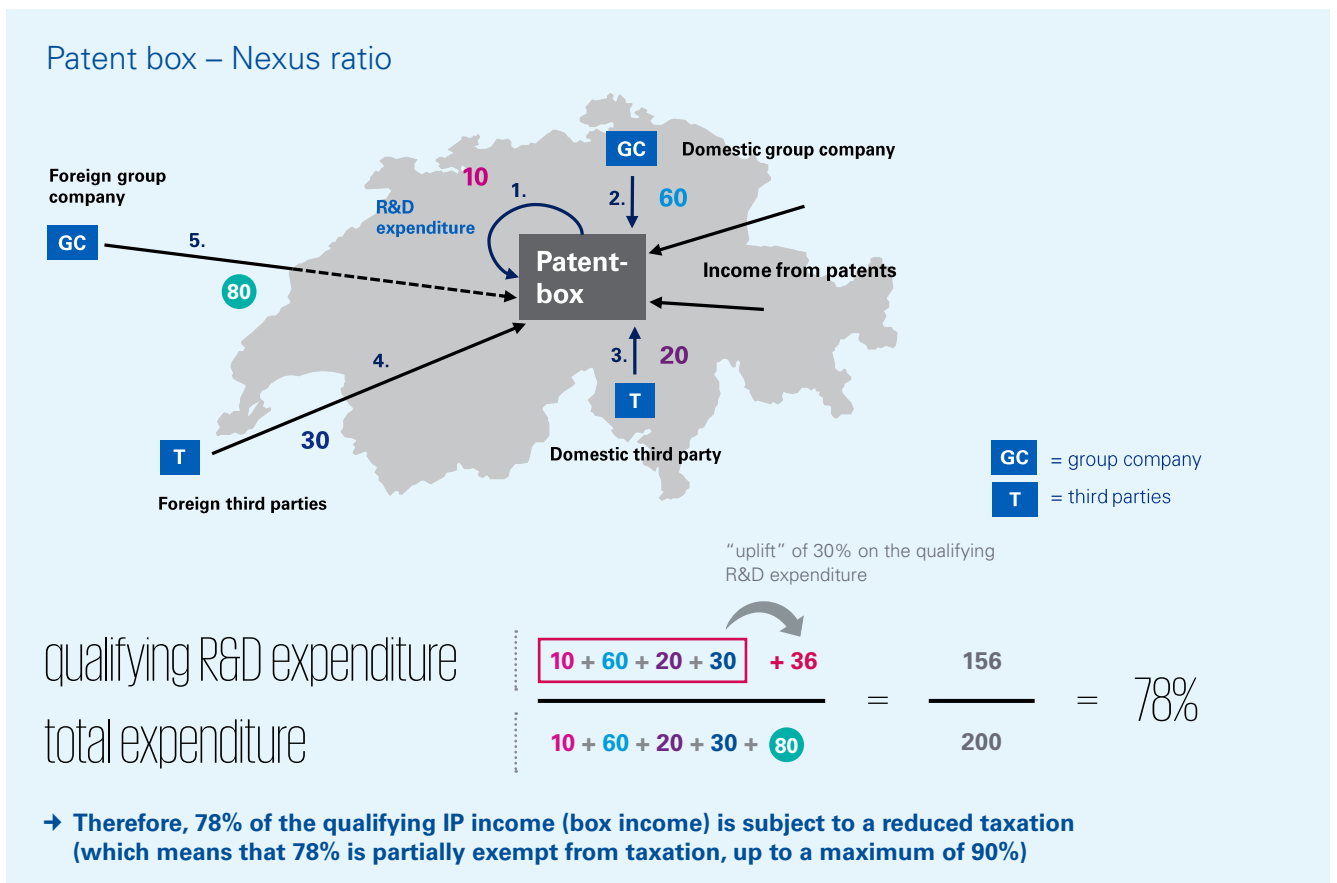 Patent box – Nexus ratio
GC
Domestic group company
Foreign group
company
10
1.
2.
60
R&D
expenditure
GC
5.
Patent-
box
Income from patents
80
4.
3.
20
T
30
T
Domestic third party
Foreign third parties
GC = group company
T = third parties
“uplift” of 30% on the qualifying
R&D expenditure
qualifying R&D expenditure
10 + 60 + 20 + 30 + 36
total expenditure
10 + 60 + 20 + 30 + 80
=
156
200
=
78%
→ Therefore, 78% of the qualifying IP income (box income) is subject to a reduced taxation
(which means that 78% is partially exempt from taxation, up to a maximum of 90%)